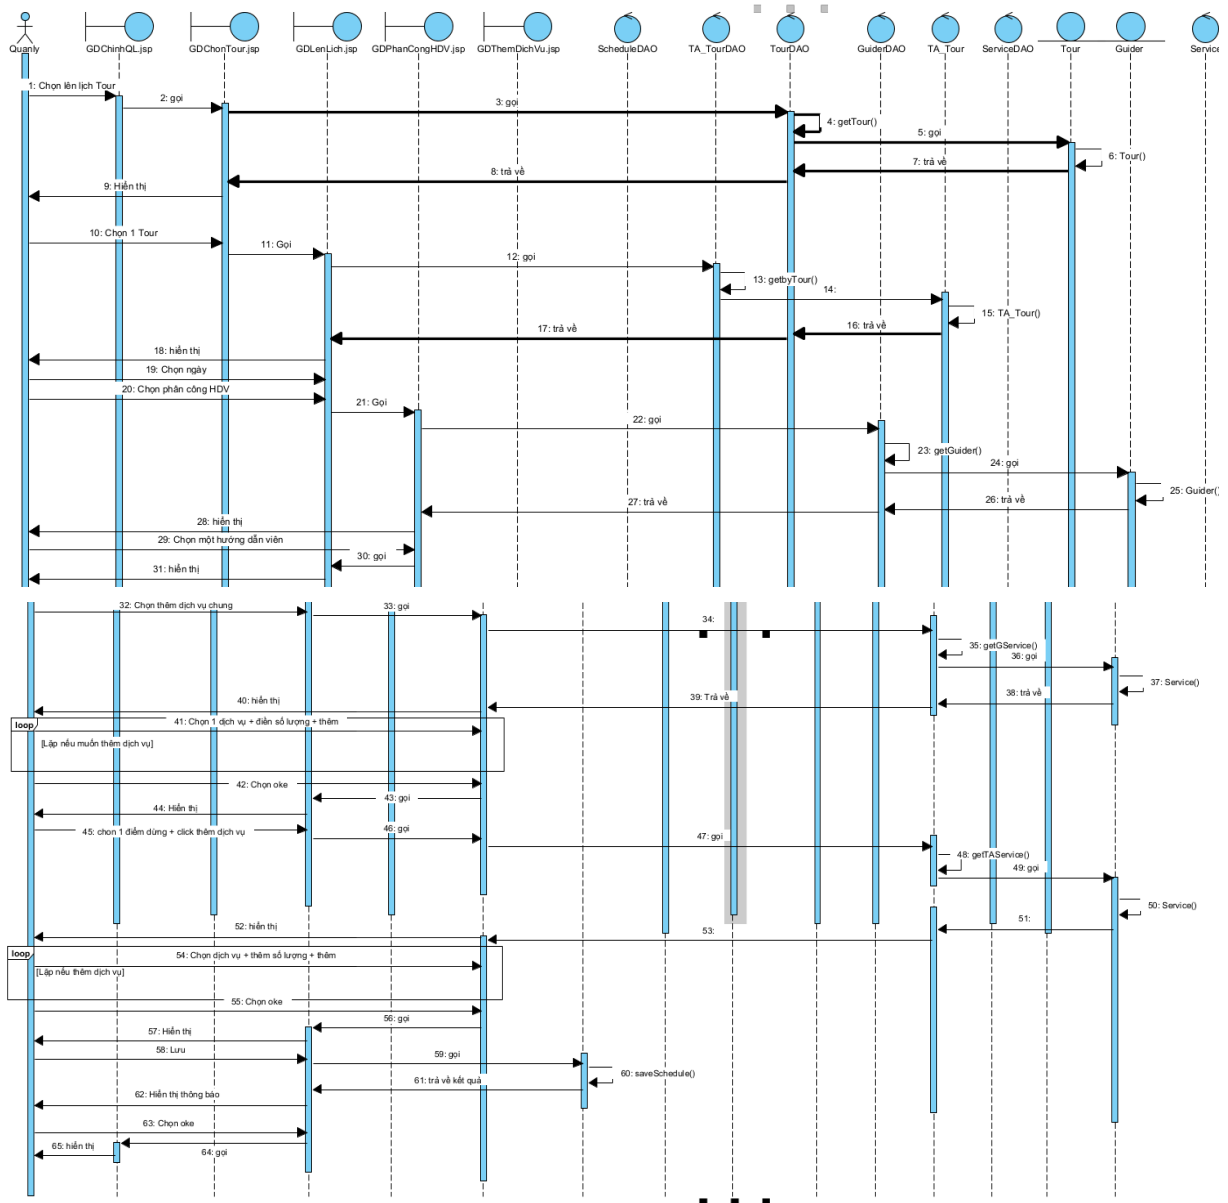 Quanly
GDChinhQL.jsp
GDChonTour.jsp
GDLenLich.jsp
GDPhanCongHDV.jsp
GDThemDichVu.jsp
ScheduleDAO
TA_TourDAO
TourDAO
GuiderDAO
TA_Tour
ServiceDAO
Tour
Guider
Service
1: Chọn lên lịch Tour
2: gọi
3: gọi
4: getTour()
5: gọi
6: Tour()
7: trả về
8: trả về
9: Hiển thị
10: Chọn 1 Tour
11: Gọi
12: gọi
13: getbyTour()
14:
15: TA_Tour()
16: trả về
17: trả về
18: hiển thị
19: Chọn ngày
20: Chọn phân công HDV
21: Gọi
22: gọi
23: getGuider()
24: gọi
25: Guider()
26: trả về
27: trả về
28: hiển thị
29: Chọn một hướng dẫn viên
30: gọi
31: hiển thị
32: Chọn thêm dịch vụ chung
33: gọi
34:
35: getGService()
36: gọi
37: Service()
38: trả về
39: Trả về
40: hiển thị
loop
41: Chọn 1 dịch vụ + điền số lượng + thêm
[Lặp nếu muốn thêm dịch vụ]
42: Chọn oke
43: gọi
44: Hiển thị
45: chon 1 điểm dừng + click thêm dịch vụ
46: gọi
47: gọi
48: getTAService()
49: gọi
50: Service()
51:
52: hiển thị
53:
loop
54: Chọn dịch vụ + thêm số lượng + thêm
[Lặp nếu thêm dịch vụ]
55: Chọn oke
56: gọi
57: Hiển thị
58: Lưu
59: gọi
60: saveSchedule()
61: trả về kết quả
62: Hiển thị thông báo
63: Chọn oke
64: gọi
65: hiển thị